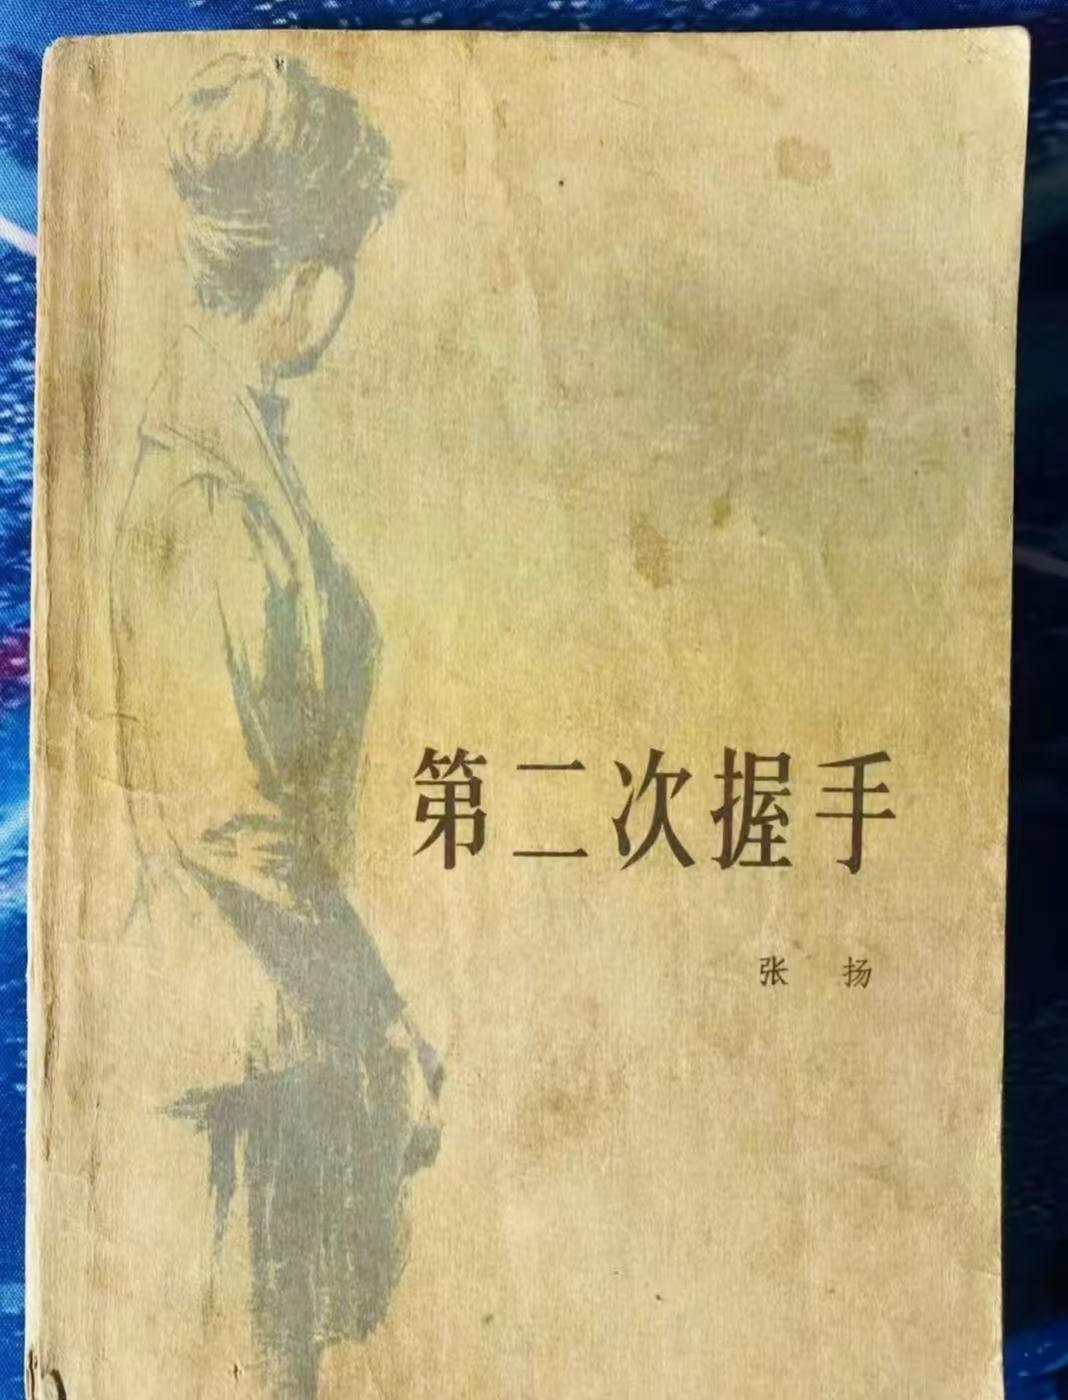 第二次握手
张 扬